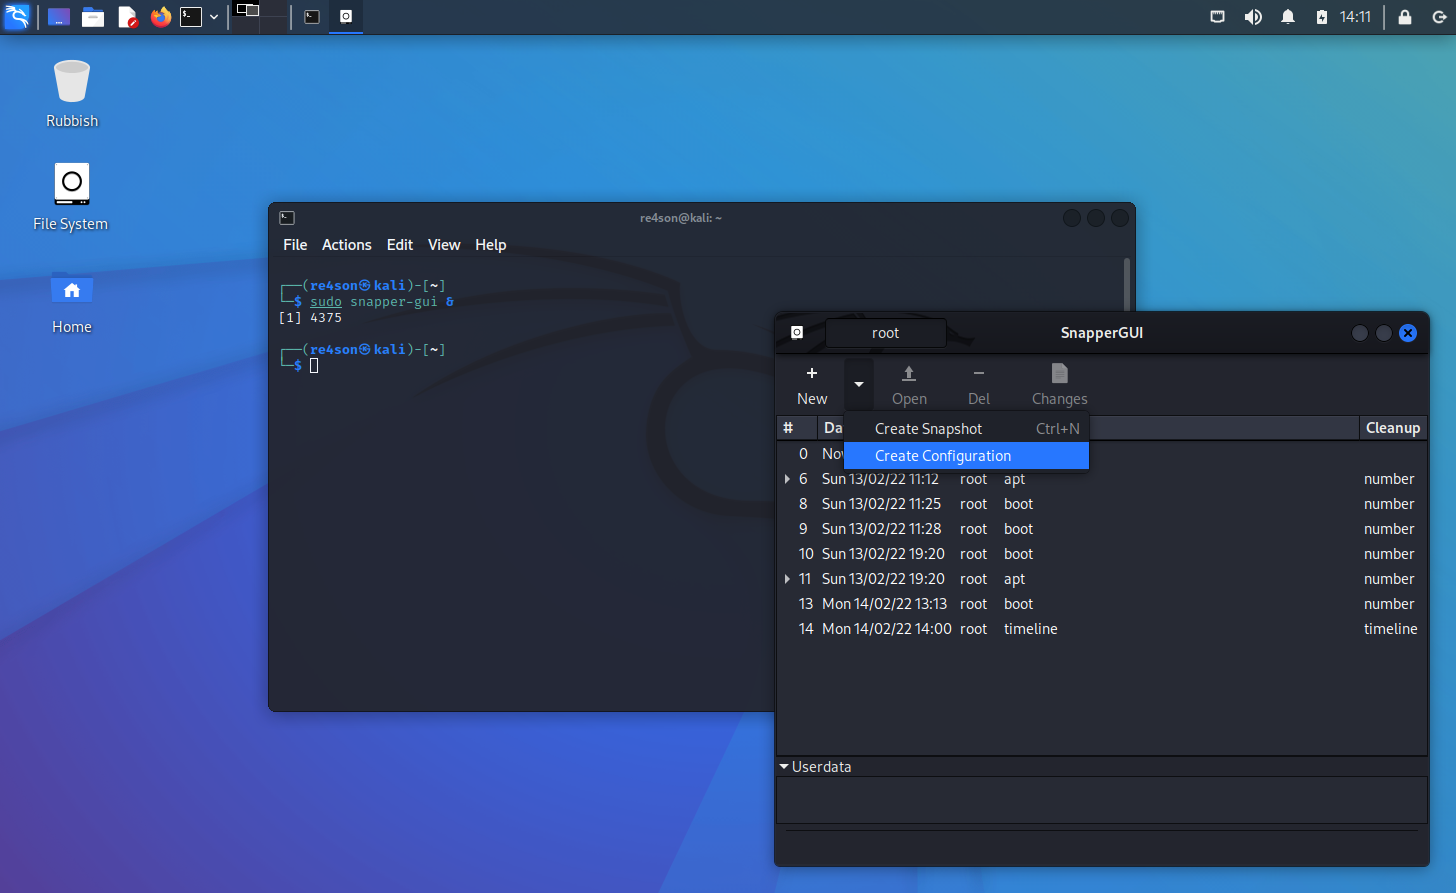 14:11
Rubbish
File System
Home
re4son@kali: ~
File Actions Edit View Help
┌──(re4son㉿kali)-[~]
└─$ sudo snapper-gui &
[1] 4375
┌──(re4son㉿kali)-[~]
└─$
root SnapperGUI
New Open Del Changes
Create Snapshot Ctrl+N
Create Configuration
# Da Cleanup
0 Now
6 Sun 13/02/22 11:12 root apt number
8 Sun 13/02/22 11:25 root boot number
9 Sun 13/02/22 11:28 root boot number
10 Sun 13/02/22 19:20 root boot number
11 Sun 13/02/22 19:20 root apt number
13 Mon 14/02/22 13:13 root boot number
14 Mon 14/02/22 14:00 root timeline timeline
Userdata